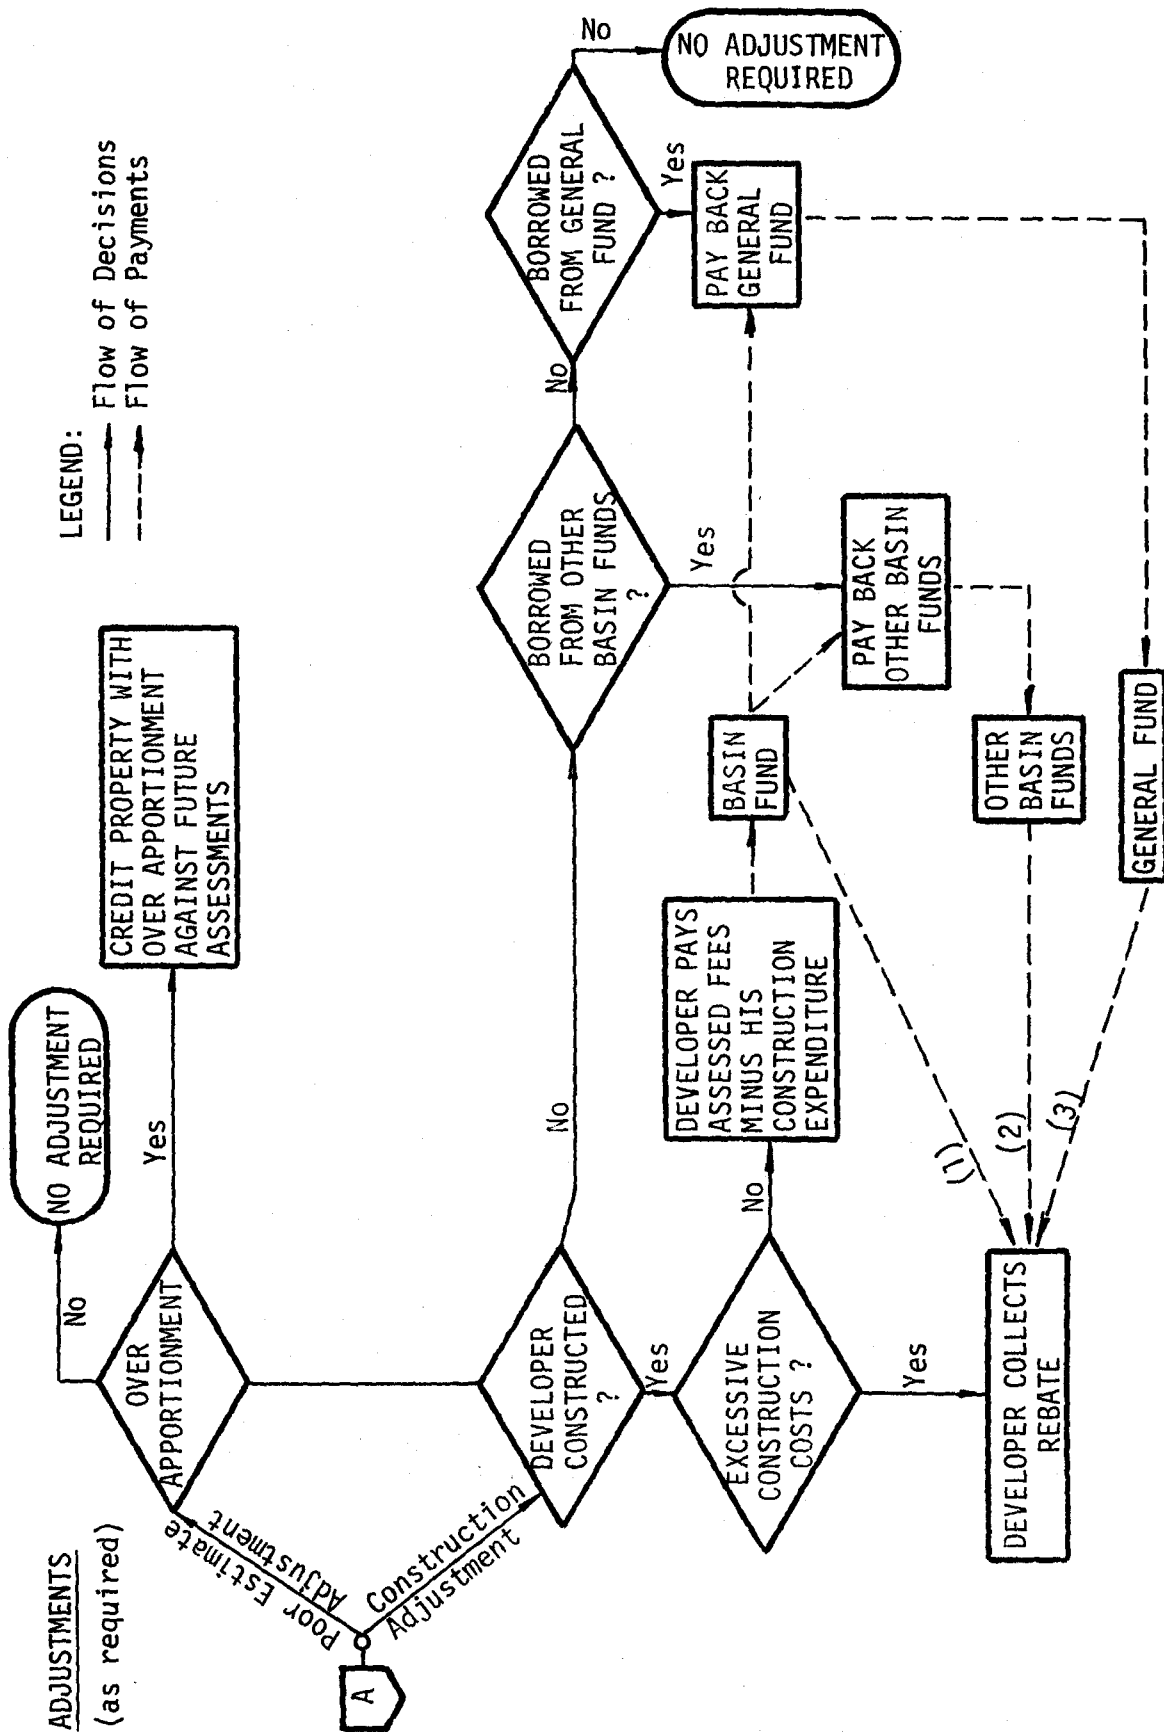 ADJUSTMENTS
(as required)
LEGEND:
Flow of Decisions
Flow of Payments
A
Poor Estimate
Adjustment
Construction
Adjustment
OVER
APPORTIONMENT
No
NO ADJUSTMENT
REQUIRED
Yes
CREDIT PROPERTY WITH
OVER APPORTIONMENT
AGAINST FUTURE
ASSESSMENTS
DEVELOPER
CONSTRUCTED
?
No
BORROWED
FROM OTHER
BASIN FUNDS
?
No
BORROWED
FROM GENERAL
FUND ?
No
NO ADJUSTMENT
REQUIRED
Yes
EXCESSIVE
CONSTRUCTION
COSTS ?
No
DEVELOPER PAYS
ASSESSED FEES
MINUS HIS
CONSTRUCTION
EXPENDITURE
BASIN
FUND
Yes
PAY BACK
OTHER BASIN
FUNDS
Yes
PAY BACK
GENERAL
FUND
Yes
DEVELOPER COLLECTS
REBATE
(1)
(2)
(3)
OTHER
BASIN
FUNDS
GENERAL FUND